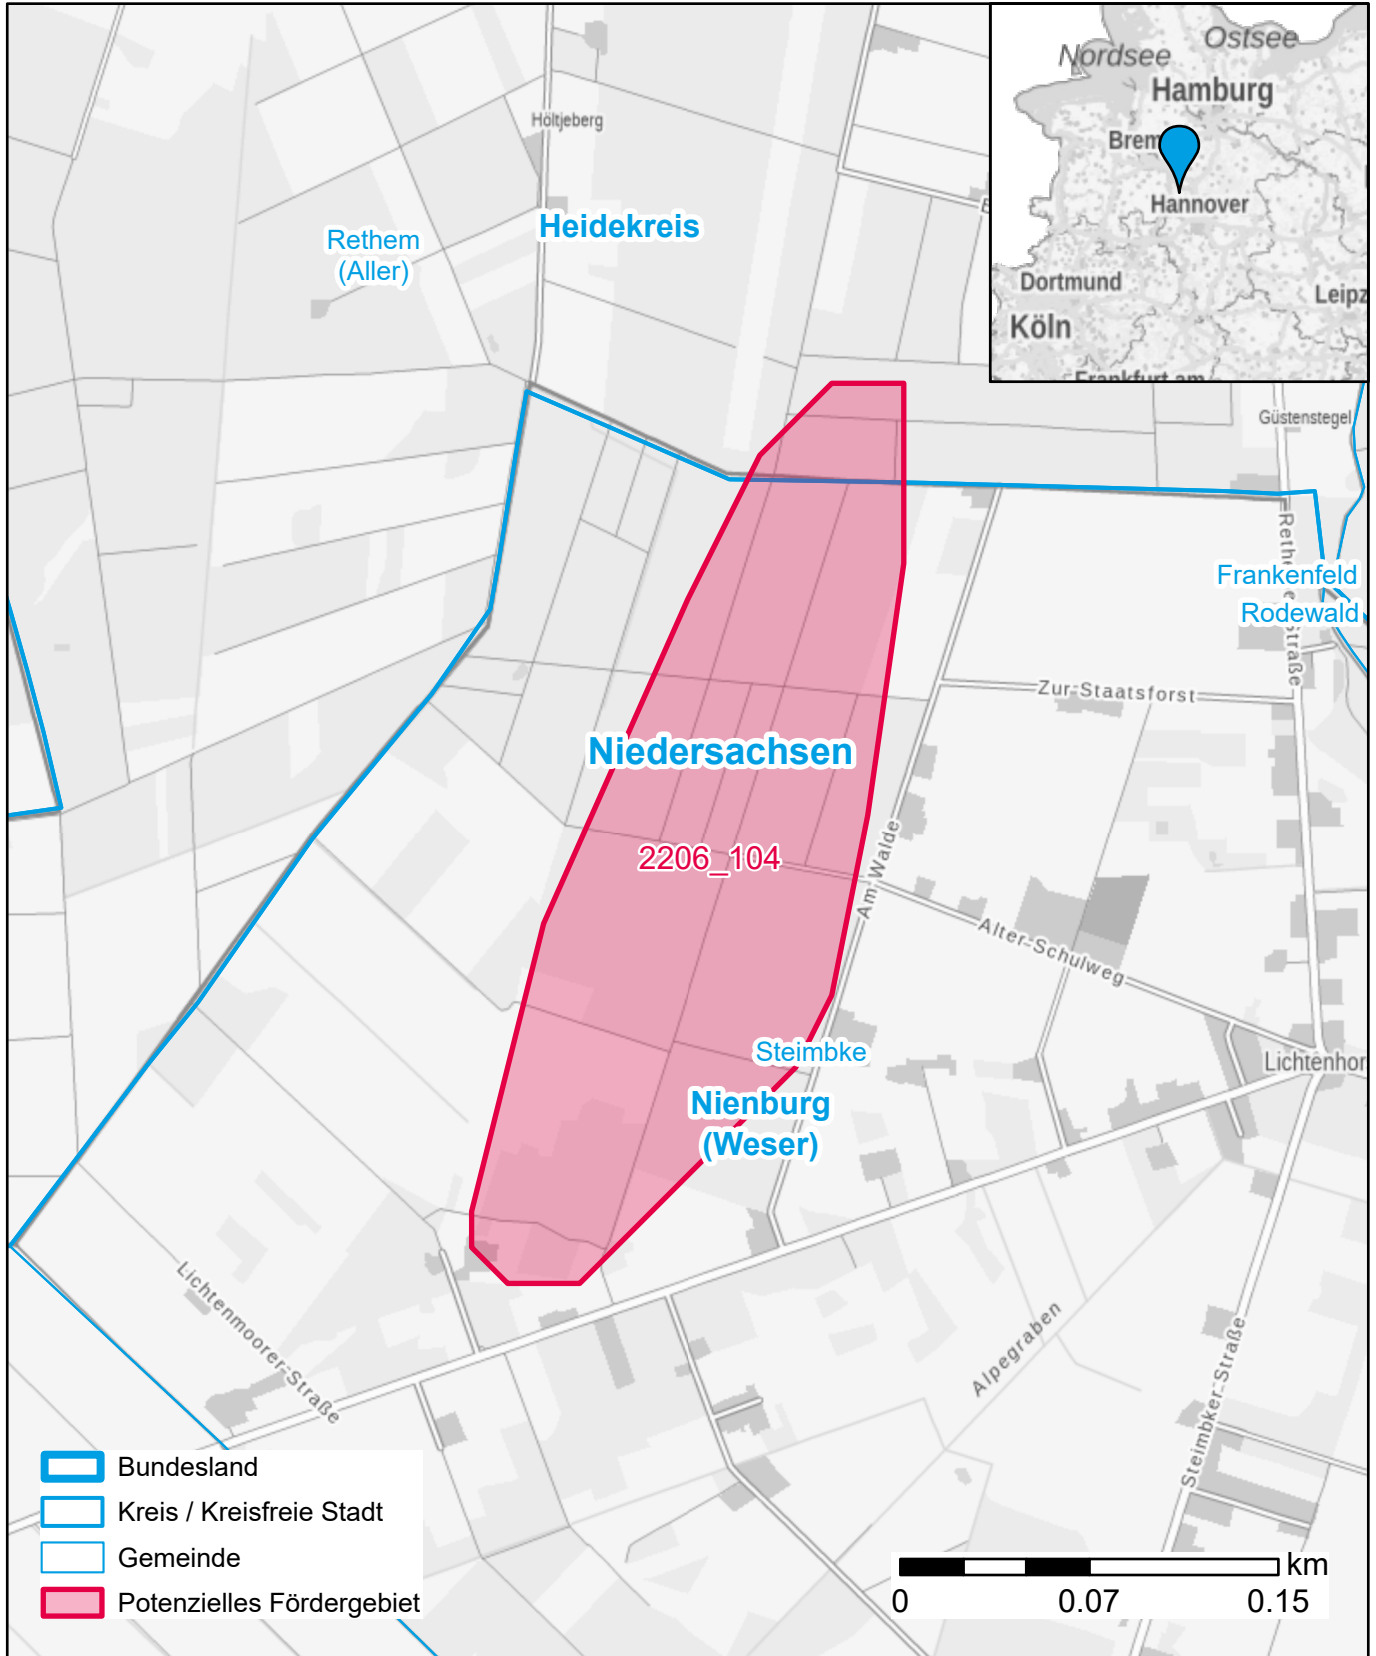 Nordsee
Ostsee
Hamburg
Hannover
Dortmund
Köln
Höltjeberg
Heidekreis
Rethem
(Aller)
Güstenstegel
Frankenfeld
Rodewald
Zur-Staatsforst
Niedersachsen
2206_104
Am-Walde
Alter-Schulweg
Steimbke
Lichtenhor
Nienburg
(Weser)
Lichtenmoorer-Straße
Alpegraben
Steimbker-Straße
Bundesland
Kreis / Kreisfreie Stadt
Gemeinde
Potenzielles Fördergebiet
km
0 0.07 0.15